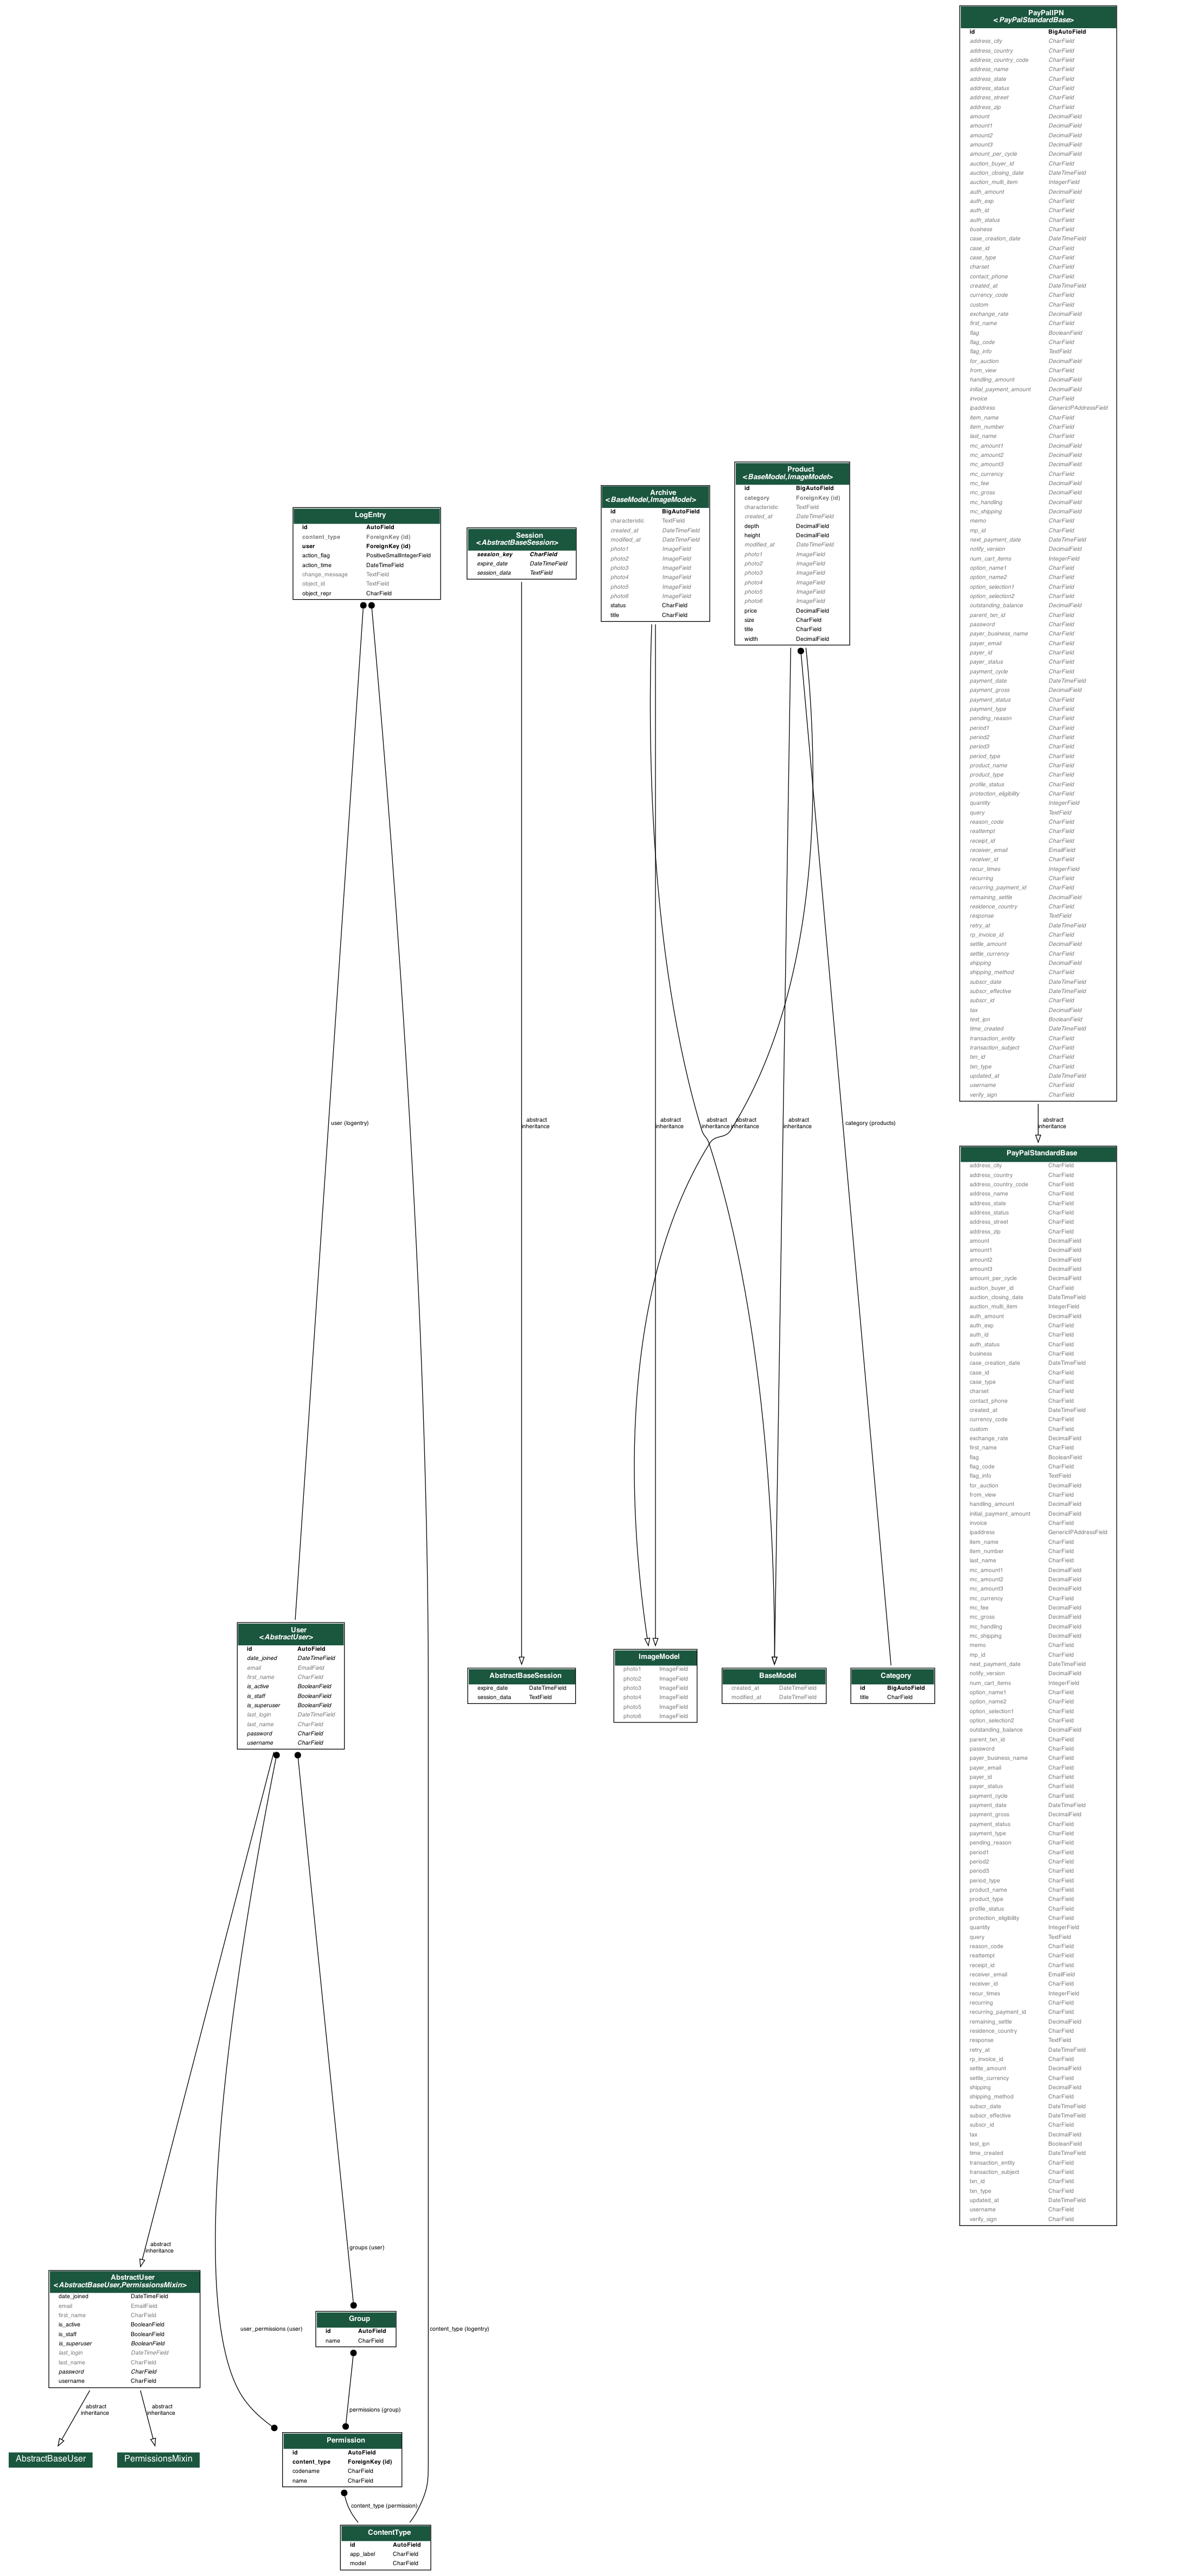 PayPalIPN
<PayPalStandardBase>
id BigAutoField
address_city CharField
address_country CharField
address_country_code CharField
address_name CharField
address_state CharField
address_status CharField
address_street CharField
address_zip CharField
amount DecimalField
amount1 DecimalField
amount2 DecimalField
amount3 DecimalField
amount_per_cycle DecimalField
auction_buyer_id CharField
auction_closing_date DateTimeField
auction_multi_item IntegerField
auth_amount DecimalField
auth_exp CharField
auth_id CharField
auth_status CharField
business CharField
case_creation_date DateTimeField
case_id CharField
case_type CharField
charset CharField
contact_phone CharField
created_at DateTimeField
currency_code CharField
custom CharField
exchange_rate DecimalField
first_name CharField
flag BooleanField
flag_code CharField
flag_info TextField
for_auction DecimalField
from_view CharField
handling_amount DecimalField
initial_payment_amount DecimalField
invoice CharField
ipaddress GenericIPAddressField
item_name CharField
item_number CharField
last_name CharField
mc_amount1 DecimalField
mc_amount2 DecimalField
mc_amount3 DecimalField
mc_currency CharField
mc_fee DecimalField
mc_gross DecimalField
mc_handling DecimalField
mc_shipping DecimalField
memo CharField
mp_id CharField
next_payment_date DateTimeField
notify_version DecimalField
num_cart_items IntegerField
option_name1 CharField
option_name2 CharField
option_selection1 CharField
option_selection2 CharField
outstanding_balance DecimalField
parent_txn_id CharField
password CharField
payer_business_name CharField
payer_email CharField
payer_id CharField
payer_status CharField
payment_cycle CharField
payment_date DateTimeField
payment_gross DecimalField
payment_status CharField
payment_type CharField
pending_reason CharField
period1 CharField
period2 CharField
period3 CharField
period_type CharField
product_name CharField
product_type CharField
profile_status CharField
protection_eligibility CharField
quantity IntegerField
query TextField
reason_code CharField
reattempt CharField
receipt_id CharField
receiver_email EmailField
receiver_id CharField
recur_times IntegerField
recurring CharField
recurring_payment_id CharField
remaining_settle DecimalField
residence_country CharField
response TextField
retry_at DateTimeField
rp_invoice_id CharField
settle_amount DecimalField
settle_currency CharField
shipping DecimalField
shipping_method CharField
subscr_date DateTimeField
subscr_effective DateTimeField
subscr_id CharField
tax DecimalField
test_ipn BooleanField
time_created DateTimeField
transaction_entity CharField
transaction_subject CharField
txn_id CharField
txn_type CharField
updated_at DateTimeField
username CharField
verify_sign CharField
LogEntry
id AutoField
content_type ForeignKey (id)
user ForeignKey (id)
action_flag PositiveSmallIntegerField
action_time DateTimeField
change_message TextField
object_id TextField
object_repr CharField
Session
<AbstractBaseSession>
session_key CharField
expire_date DateTimeField
session_data TextField
Archive
<BaseModel,ImageModel>
id BigAutoField
characteristic TextField
created_at DateTimeField
modified_at DateTimeField
photo1 ImageField
photo2 ImageField
photo3 ImageField
photo4 ImageField
photo5 ImageField
photo6 ImageField
status CharField
title CharField
Product
<BaseModel,ImageModel>
id BigAutoField
category ForeignKey (id)
characteristic TextField
created_at DateTimeField
depth DecimalField
height DecimalField
modified_at DateTimeField
photo1 ImageField
photo2 ImageField
photo3 ImageField
photo4 ImageField
photo5 ImageField
photo6 ImageField
price DecimalField
size CharField
title CharField
width DecimalField
user (logentry)
abstract
inheritance
abstract
inheritance
abstract
inheritance
abstract
inheritance
abstract
inheritance
category (products)
abstract
inheritance
PayPalStandardBase
address_city CharField
address_country CharField
address_country_code CharField
address_name CharField
address_state CharField
address_status CharField
address_street CharField
address_zip CharField
amount DecimalField
amount1 DecimalField
amount2 DecimalField
amount3 DecimalField
amount_per_cycle DecimalField
auction_buyer_id CharField
auction_closing_date DateTimeField
auction_multi_item IntegerField
auth_amount DecimalField
auth_exp CharField
auth_id CharField
auth_status CharField
business CharField
case_creation_date DateTimeField
case_id CharField
case_type CharField
charset CharField
contact_phone CharField
created_at DateTimeField
currency_code CharField
custom CharField
exchange_rate DecimalField
first_name CharField
flag BooleanField
flag_code CharField
flag_info TextField
for_auction DecimalField
from_view CharField
handling_amount DecimalField
initial_payment_amount DecimalField
invoice CharField
ipaddress GenericIPAddressField
item_name CharField
item_number CharField
last_name CharField
mc_amount1 DecimalField
mc_amount2 DecimalField
mc_amount3 DecimalField
mc_currency CharField
mc_fee DecimalField
mc_gross DecimalField
mc_handling DecimalField
mc_shipping DecimalField
memo CharField
mp_id CharField
next_payment_date DateTimeField
notify_version DecimalField
num_cart_items IntegerField
option_name1 CharField
option_name2 CharField
option_selection1 CharField
option_selection2 CharField
outstanding_balance DecimalField
parent_txn_id CharField
password CharField
payer_business_name CharField
payer_email CharField
payer_id CharField
payer_status CharField
payment_cycle CharField
payment_date DateTimeField
payment_gross DecimalField
payment_status CharField
payment_type CharField
pending_reason CharField
period1 CharField
period2 CharField
period3 CharField
period_type CharField
product_name CharField
product_type CharField
profile_status CharField
protection_eligibility CharField
quantity IntegerField
query TextField
reason_code CharField
reattempt CharField
receipt_id CharField
receiver_email EmailField
receiver_id CharField
recur_times IntegerField
recurring CharField
recurring_payment_id CharField
remaining_settle DecimalField
residence_country CharField
response TextField
retry_at DateTimeField
rp_invoice_id CharField
settle_amount DecimalField
settle_currency CharField
shipping DecimalField
shipping_method CharField
subscr_date DateTimeField
subscr_effective DateTimeField
subscr_id CharField
tax DecimalField
test_ipn BooleanField
time_created DateTimeField
transaction_entity CharField
transaction_subject CharField
txn_id CharField
txn_type CharField
updated_at DateTimeField
username CharField
verify_sign CharField
User
<AbstractUser>
id AutoField
date_joined DateTimeField
email EmailField
first_name CharField
is_active BooleanField
is_staff BooleanField
is_superuser BooleanField
last_login DateTimeField
last_name CharField
password CharField
username CharField
AbstractBaseSession
expire_date DateTimeField
session_data TextField
ImageModel
photo1 ImageField
photo2 ImageField
photo3 ImageField
photo4 ImageField
photo5 ImageField
photo6 ImageField
BaseModel
created_at DateTimeField
modified_at DateTimeField
Category
id BigAutoField
title CharField
abstract
inheritance
groups (user)
AbstractUser
<AbstractBaseUser,PermissionsMixin>
date_joined DateTimeField
email EmailField
first_name CharField
is_active BooleanField
is_staff BooleanField
is_superuser BooleanField
last_login DateTimeField
last_name CharField
password CharField
username CharField
user_permissions (user)
Group
id AutoField
name CharField
content_type (logentry)
abstract
inheritance
abstract
inheritance
permissions (group)
AbstractBaseUser
PermissionsMixin
Permission
id AutoField
content_type ForeignKey (id)
codename CharField
name CharField
content_type (permission)
ContentType
id AutoField
app_label CharField
model CharField